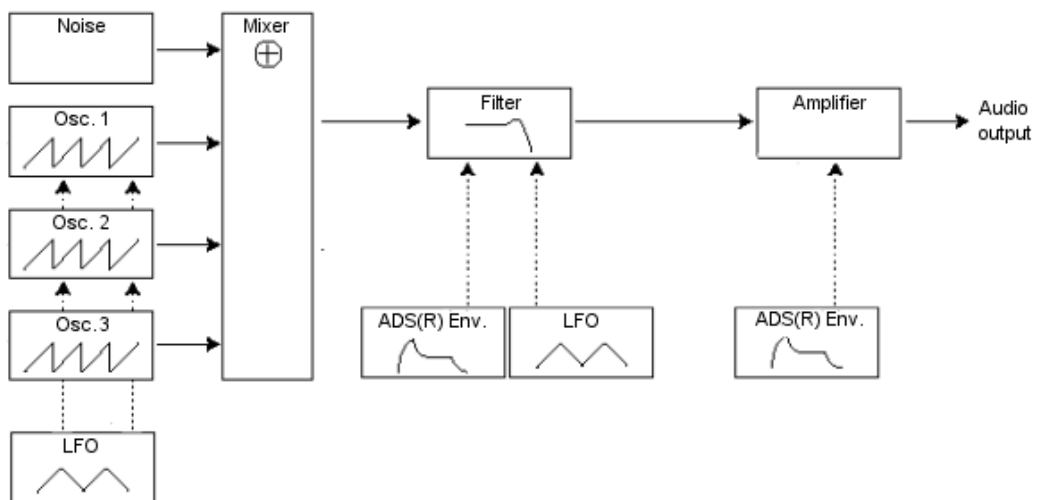 Noise
Mixer
Osc. 1
Filter
Amplifier
Audio
output
Osc. 2
Osc.3
ADS(R) Env.
LFO
ADS(R) Env.
LFO